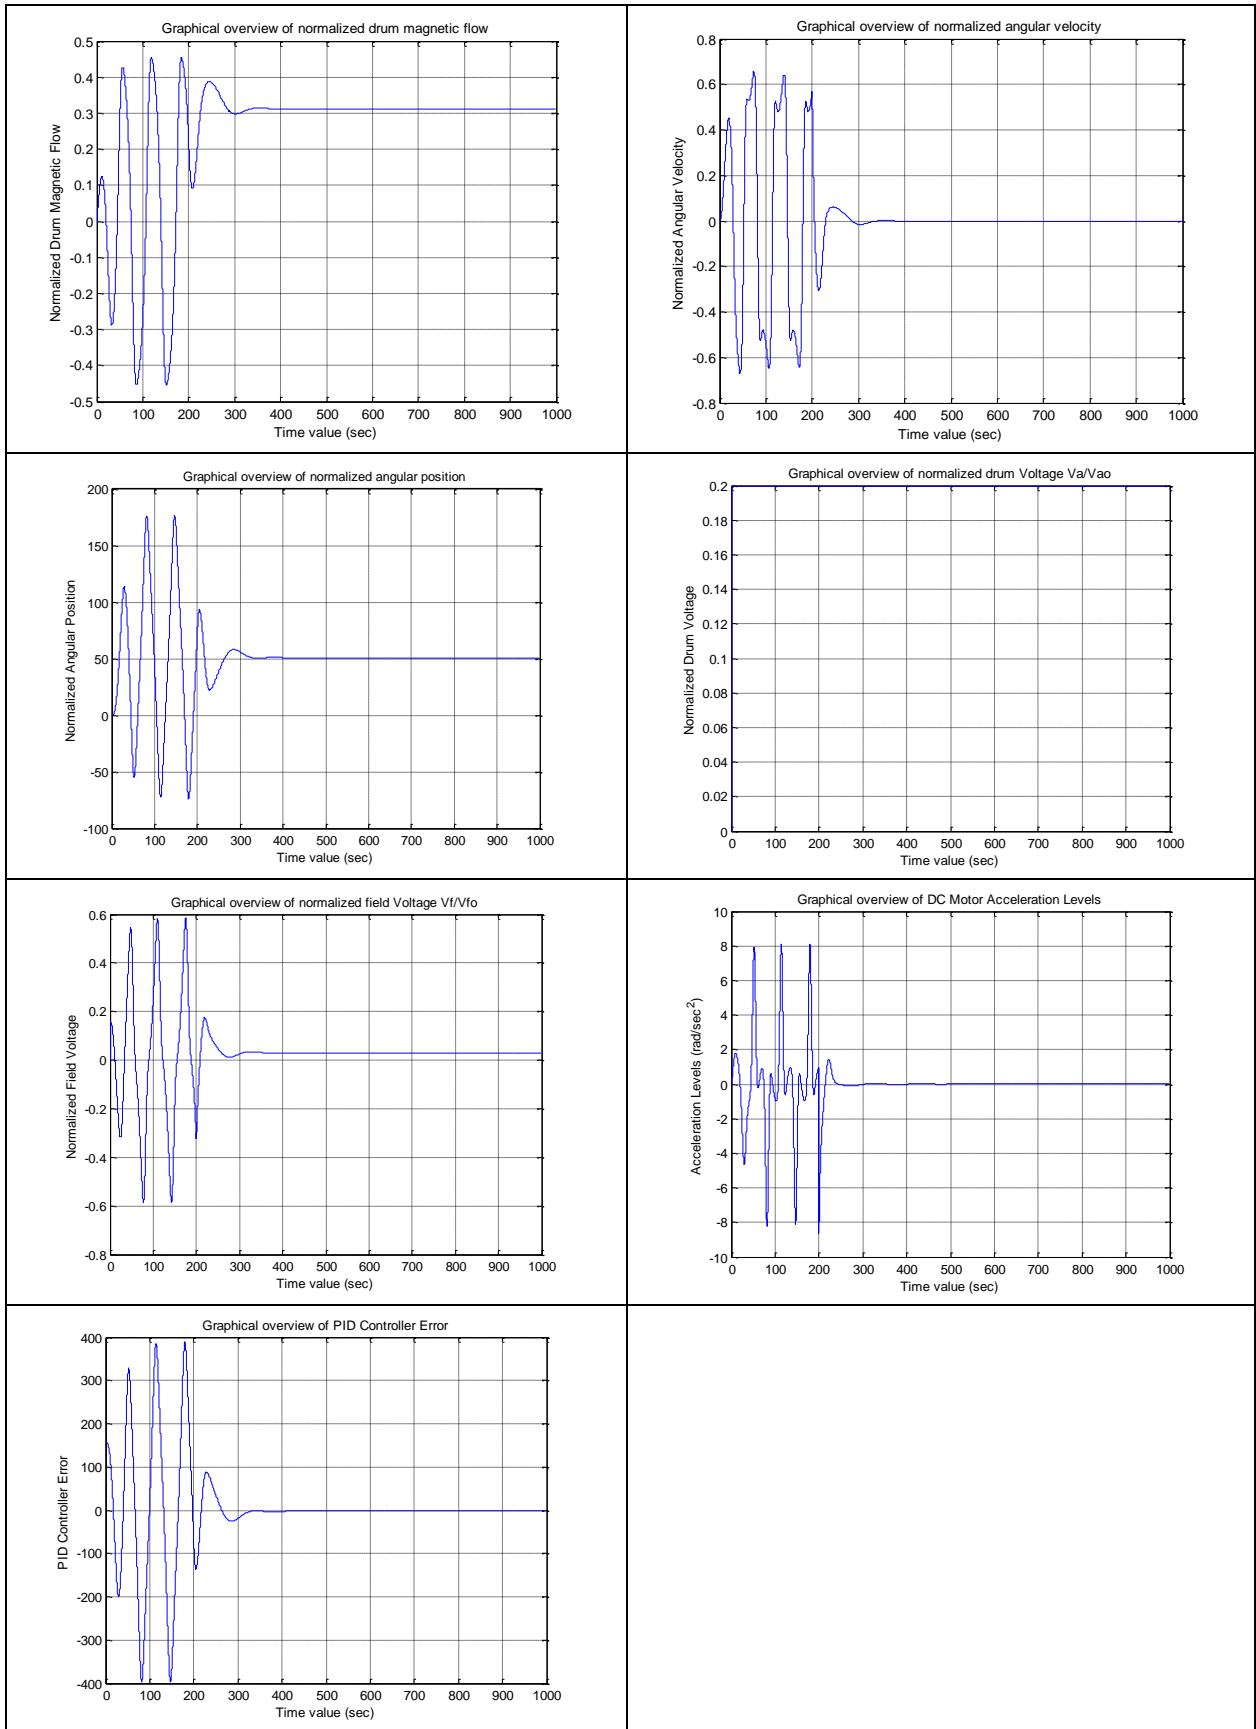 Graphical overview of normalized drum magnetic flow
Normalized Drum Magnetic Flow
0.5
0.4
0.3
0.2
0.1
0
-0.1
-0.2
-0.3
-0.4
-0.5
0 100 200 300 400 500 600 700 800 900 1000
Time value (sec)
Graphical overview of normalized angular velocity
Normalized Angular Velocity
0.8
0.6
0.4
0.2
0
-0.2
-0.4
-0.6
-0.8
0 100 200 300 400 500 600 700 800 900 1000
Time value (sec)
Graphical overview of normalized angular position
Normalized Angular Position
200
150
100
50
0
-50
-100
0 100 200 300 400 500 600 700 800 900 1000
Time value (sec)
Graphical overview of normalized drum Voltage Va/Vao
Normalized Drum Voltage
0.2
0.18
0.16
0.14
0.12
0.1
0.08
0.06
0.04
0.02
0
0 100 200 300 400 500 600 700 800 900 1000
Time value (sec)
Graphical overview of normalized field Voltage Vf/Vfo
Normalized Field Voltage
0.6
0.4
0.2
0
-0.2
-0.4
-0.6
-0.8
0 100 200 300 400 500 600 700 800 900 1000
Time value (sec)
Graphical overview of DC Motor Acceleration Levels
Acceleration Levels (rad/sec²)
10
8
6
4
2
0
-2
-4
-6
-8
-10
0 100 200 300 400 500 600 700 800 900 1000
Time value (sec)
Graphical overview of PID Controller Error
PID Controller Error
400
300
200
100
0
-100
-200
-300
-400
0 100 200 300 400 500 600 700 800 900 1000
Time value (sec)